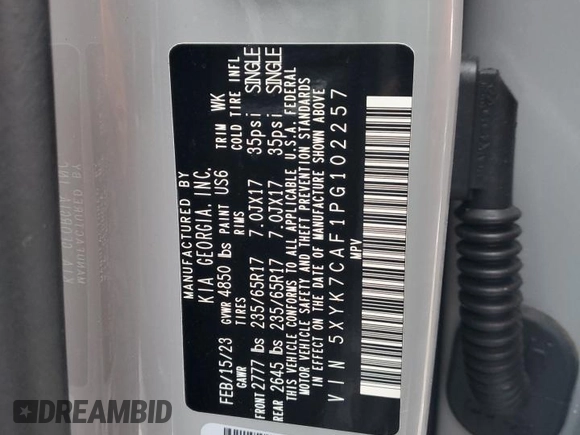 MANUFACTURED BY
KIA GEORGIA, INC.
FEB/15/23 GVWR 4850 lbs PAINT US6 TRIM WK
GAWR TIRES RIMS COLD TIRE INFL
FRONT 2777 lbs 235/65R17 7.0JX17 35psi SINGLE
REAR 2645 lbs 235/65R17 7.0JX17 35psi SINGLE
THIS VEHICLE CONFORMS TO ALL APPLICABLE U.S.A. FEDERAL
MOTOR VEHICLE SAFETY AND THEFT PREVENTION STANDARDS
IN EFFECT ON THE DATE OF MANUFACTURE SHOWN ABOVE.
VIN 5XYK7CAF1PG102257
MPV
DREAMBID